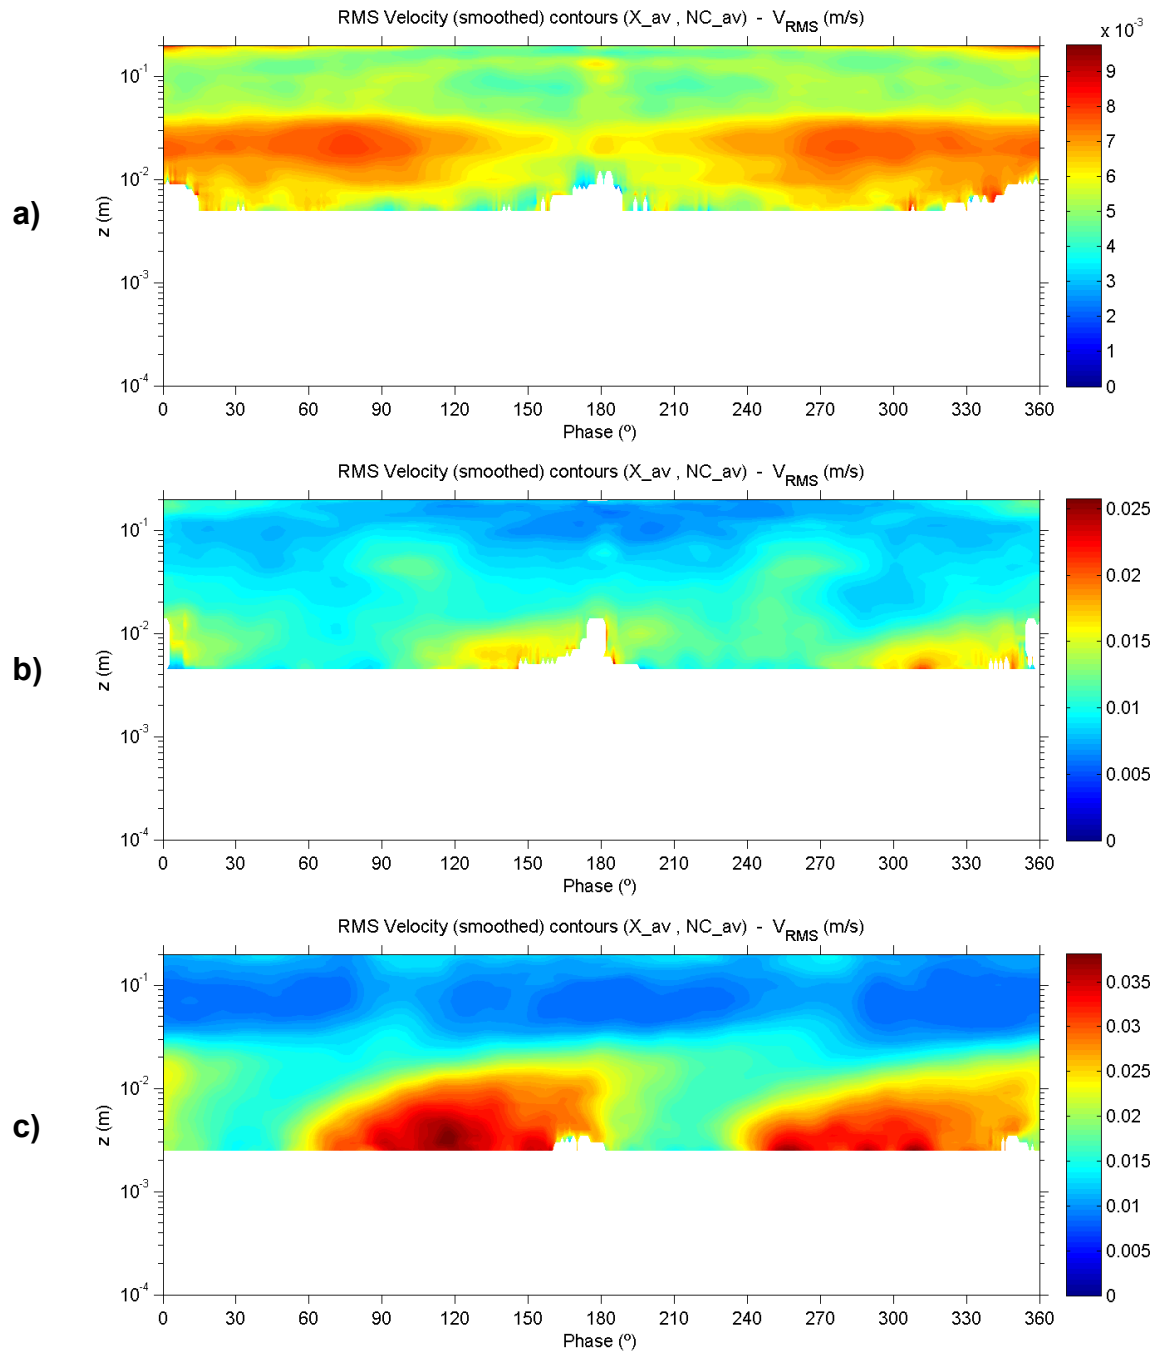 RMS Velocity (smoothed) contours (X_av , NC_av) - V_RMS (m/s)
x 10^-3
a)
z (m)
10^-1
10^-2
10^-3
10^-4
0 30 60 90 120 150 180 210 240 270 300 330 360
Phase (º)
9
8
7
6
5
4
3
2
1
0
RMS Velocity (smoothed) contours (X_av , NC_av) - V_RMS (m/s)
b)
z (m)
10^-1
10^-2
10^-3
10^-4
0 30 60 90 120 150 180 210 240 270 300 330 360
Phase (º)
0.025
0.02
0.015
0.01
0.005
0
RMS Velocity (smoothed) contours (X_av , NC_av) - V_RMS (m/s)
c)
z (m)
10^-1
10^-2
10^-3
10^-4
0 30 60 90 120 150 180 210 240 270 300 330 360
Phase (º)
0.035
0.03
0.025
0.02
0.015
0.01
0.005
0